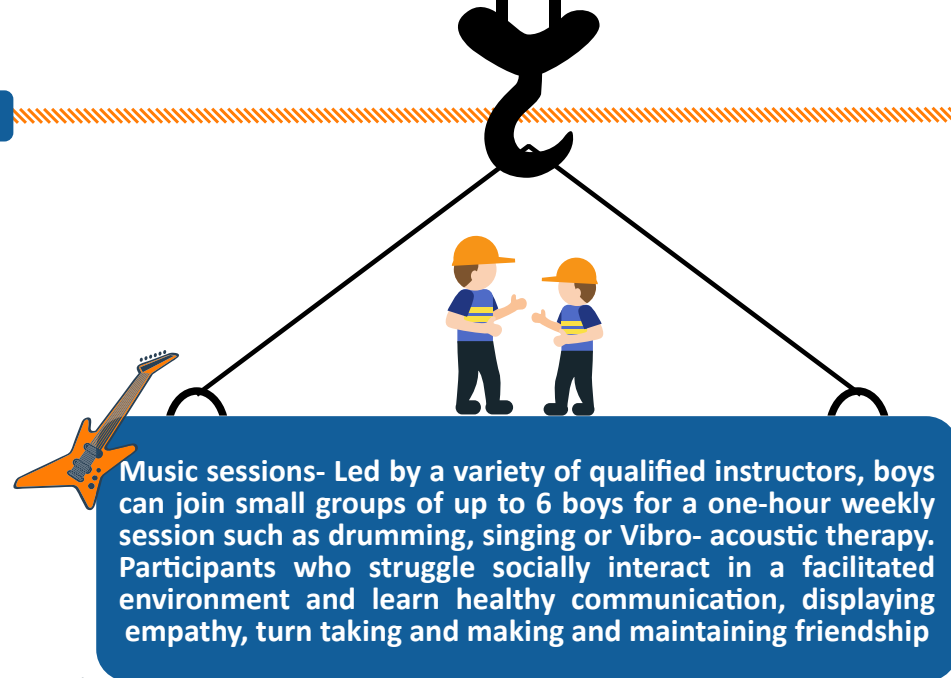 Music sessions- Led by a variety of qualified instructors, boys
can join small groups of up to 6 boys for a one-hour weekly
session such as drumming, singing or Vibro- acoustic therapy.
Participants who struggle socially interact in a facilitated
environment and learn healthy communication, displaying
empathy, turn taking and making and maintaining friendship